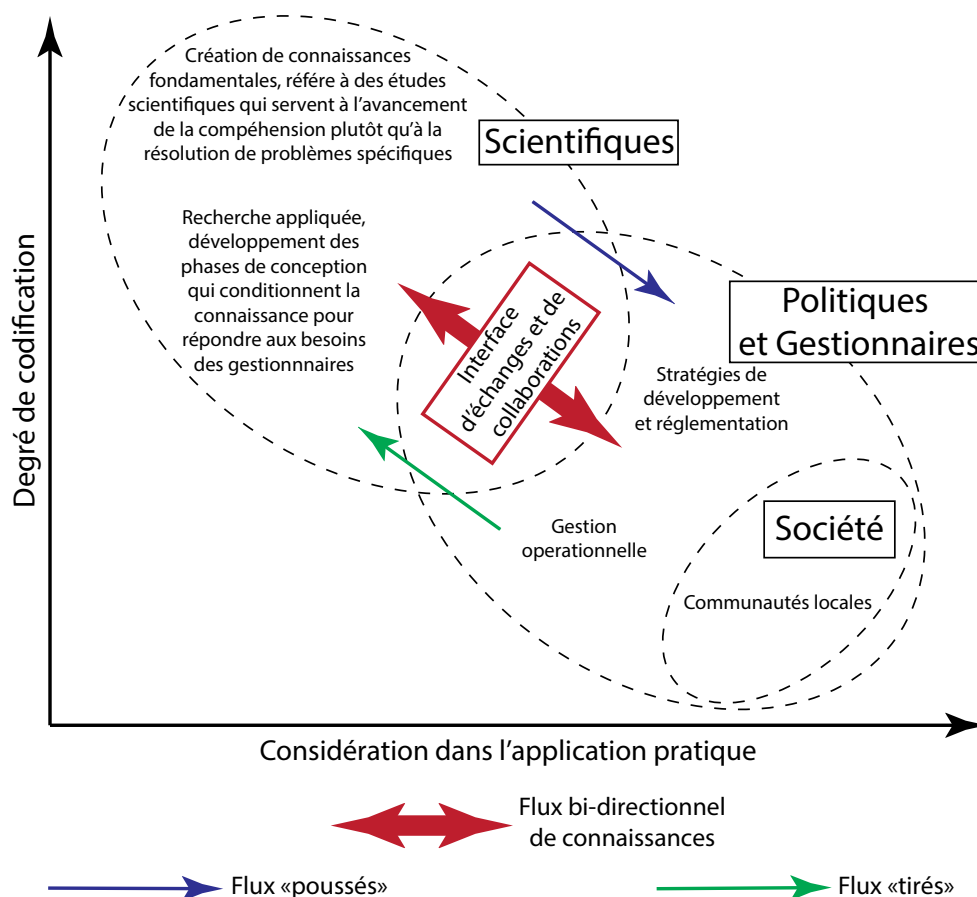 Création de connaissances
fondamentales, référe à des études
scientifiques qui servent à l'avancement
de la compéhension plutôt qu'à la
résolution de problèmes spécifiques
Scientifiques
Recherche appliquée,
développement des
phases de conception
qui conditionnent la
connaissance pour
répondre aux besoins
des gestionnnaires
Interface
d'échanges et de
collaborations
Politiques
et Gestionnaires
Stratégies de
développement
et réglementation
Gestion
operationnelle
Société
Communautés locales
Degré de codification
Considération dans l'application pratique
Flux bi-directionnel
de connaissances
Flux «poussés»
Flux «tirés»